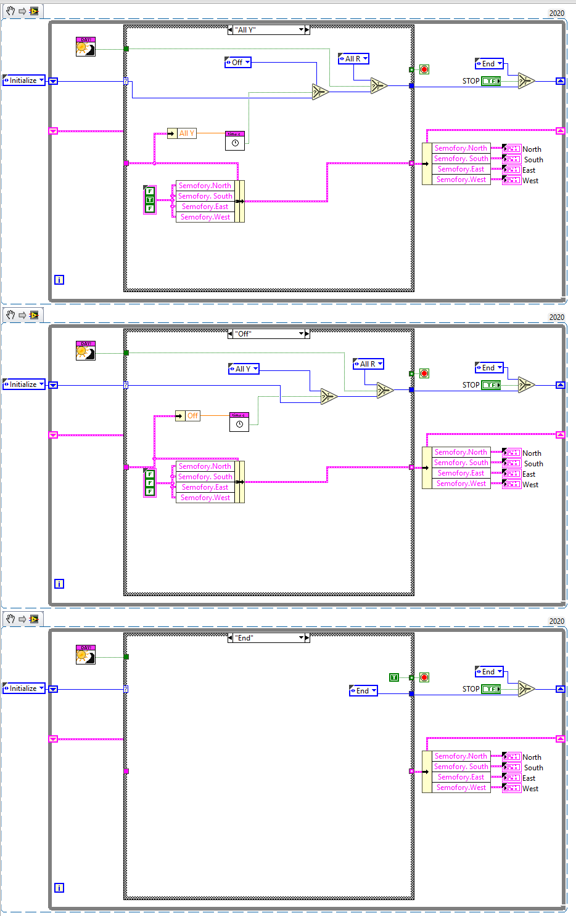 2020
"All Y"
Off
All R
End
Initialize
STOP
TF
All Y
Semofory.North
Semofory. South
Semofory.East
Semofory.West
F
T
F
Semofory.North
Semofory. South
Semofory.East
Semofory.West
North
South
East
West
i
2020
"Off"
All Y
All R
End
Initialize
STOP
TF
Off
Semofory.North
Semofory. South
Semofory.East
Semofory.West
F
F
F
Semofory.North
Semofory. South
Semofory.East
Semofory.West
North
South
East
West
i
2020
"End"
T
End
End
Initialize
STOP
TF
Semofory.North
Semofory. South
Semofory.East
Semofory.West
North
South
East
West
i